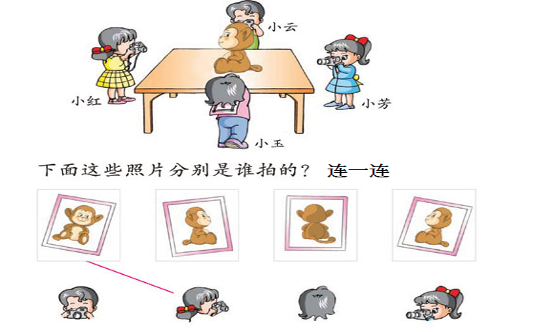 小云
小红
小芳
小玉
下面这些照片分别是谁拍的？ 连一连